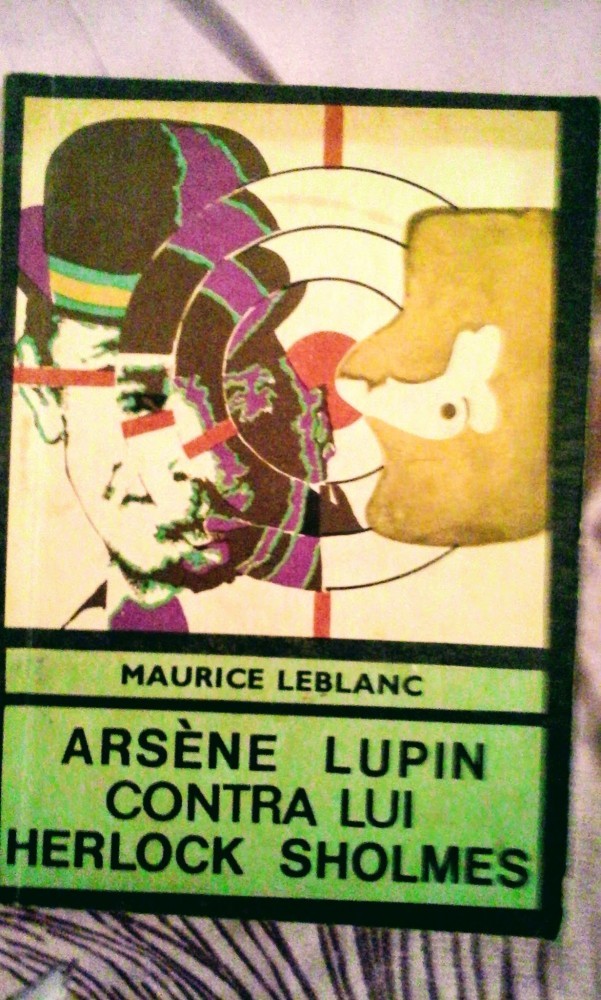 MAURICE LEBLANC
ARSÈNE LUPIN
CONTRA LUI
HERLOCK SHOLMES